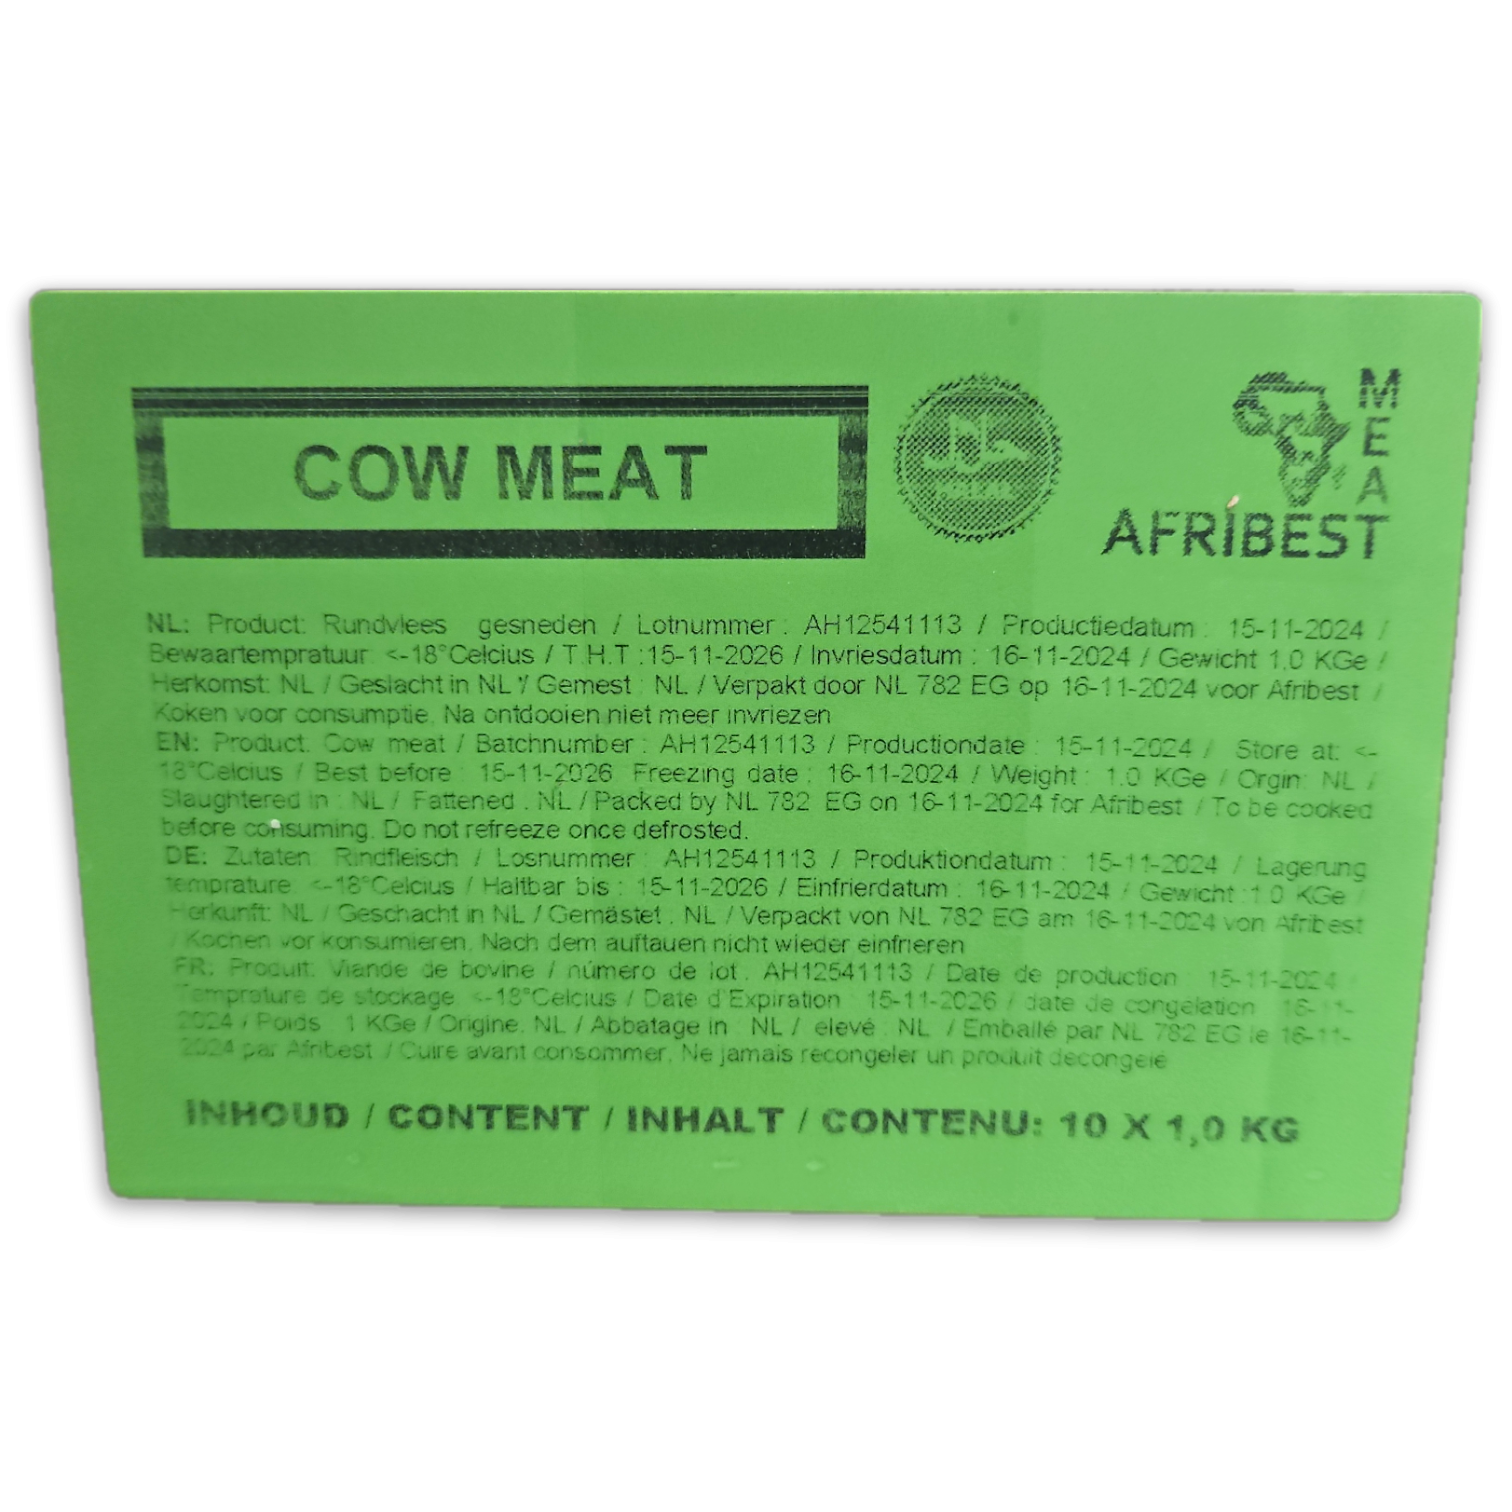 COW MEAT
NL
M
E
A
T
AFRIBEST
NL: Product: Rundvlees gesneden / Lotnummer : AH12541113 / Productiedatum : 15-11-2024 /
Bewaartempratuur <-18°Celcius / T.H.T :15-11-2026 / Invriesdatum : 16-11-2024 / Gewicht 1.0 KGe /
Herkomst: NL / Geslacht in NL / Gemest : NL / Verpakt door NL 782 EG op 16-11-2024 voor Afribest /
Koken voor consumptie. Na ontdooien niet meer invriezen
EN: Product: Cow meat / Batchnumber : AH12541113 / Productiondate : 15-11-2024 / Store at: <-
18°Celcius / Best before : 15-11-2026 Freezing date : 16-11-2024 / Weight : 1.0 KGe / Orgin: NL /
Slaughtered in : NL / Fattened : NL / Packed by NL 782 EG on 16-11-2024 for Afribest / To be cooked
before consuming. Do not refreeze once defrosted.
DE: Zutaten: Rindfleisch / Losnummer : AH12541113 / Produktiondatum : 15-11-2024 / Lagerung
temprature: <-18°Celcius / Haltbar bis : 15-11-2026 / Einfrierdatum : 16-11-2024 / Gewicht :1.0 KGe /
Herkunft: NL / Geschacht in NL / Gemästet : NL / Verpackt von NL 782 EG am 16-11-2024 von Afribest
/ Kochen vor konsumieren. Nach dem auftauen nicht wieder einfrieren
FR: Produit: Viande de bovine / número de lot : AH12541113 / Date de production : 15-11-2024 /
Temprature de stockage: <-18°Celcius / Date d'Expiration : 15-11-2026 / date de congelation : 16-11-
2024 / Poids : 1 KGe / Origine: NL / Abbatage in : NL / elevé : NL / Emballé par NL 782 EG le 16-11-
2024 par Afribest / Cuire avant consommer. Ne jamais recongeler un produit decongelé
INHOUD / CONTENT / INHALT / CONTENU: 10 X 1,0 KG